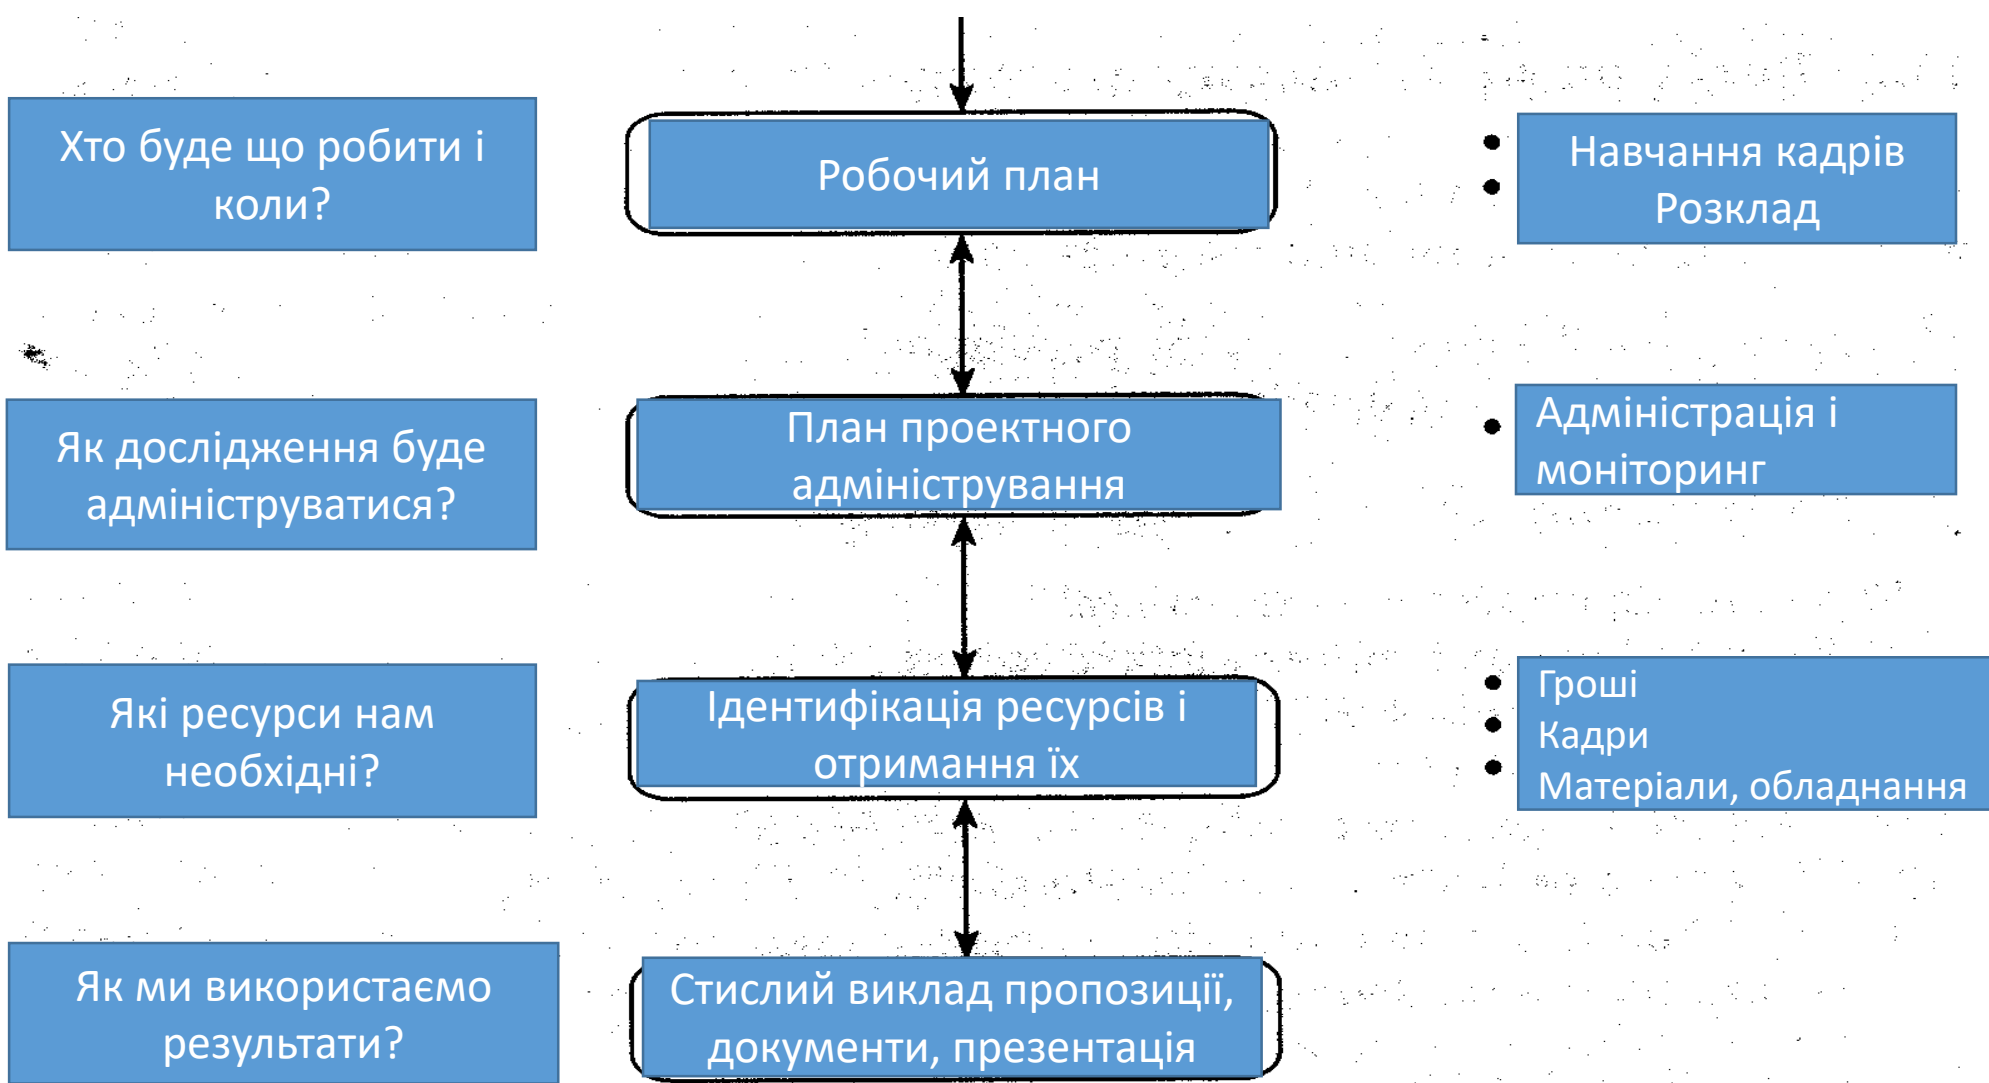 Хто буде що робити і
коли?
Робочий план
Навчання кадрів
Розклад
Як дослідження буде
адмініструватися?
План проектного
адміністрування
Адміністрація і
моніторинг
Які ресурси нам
необхідні?
Ідентифікація ресурсів і
отримання їх
Гроші
Кадри
Матеріали, обладнання
Як ми використаємо
результати?
Стислий виклад пропозиції,
документи, презентація